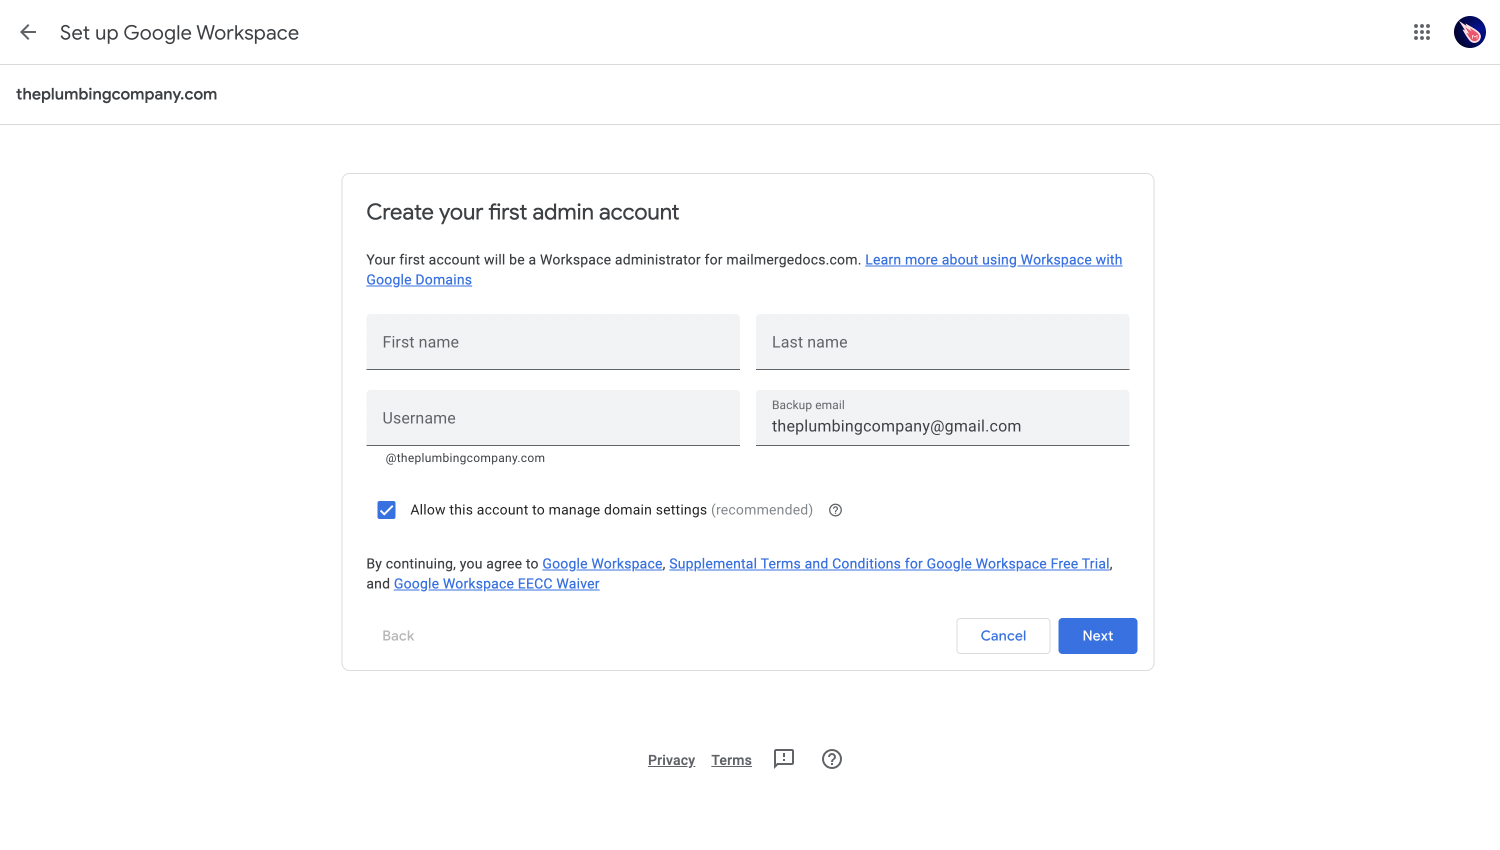 Set up Google Workspace
theplumbingcompany.com
Create your first admin account
Your first account will be a Workspace administrator for mailmergedocs.com. Learn more about using Workspace with
Google Domains
First name
Last name
Username
Backup email
theplumbingcompany@gmail.com
@theplumbingcompany.com
Allow this account to manage domain settings (recommended)
By continuing, you agree to Google Workspace, Supplemental Terms and Conditions for Google Workspace Free Trial,
and Google Workspace EECC Waiver
Back
Cancel
Next
Privacy
Terms